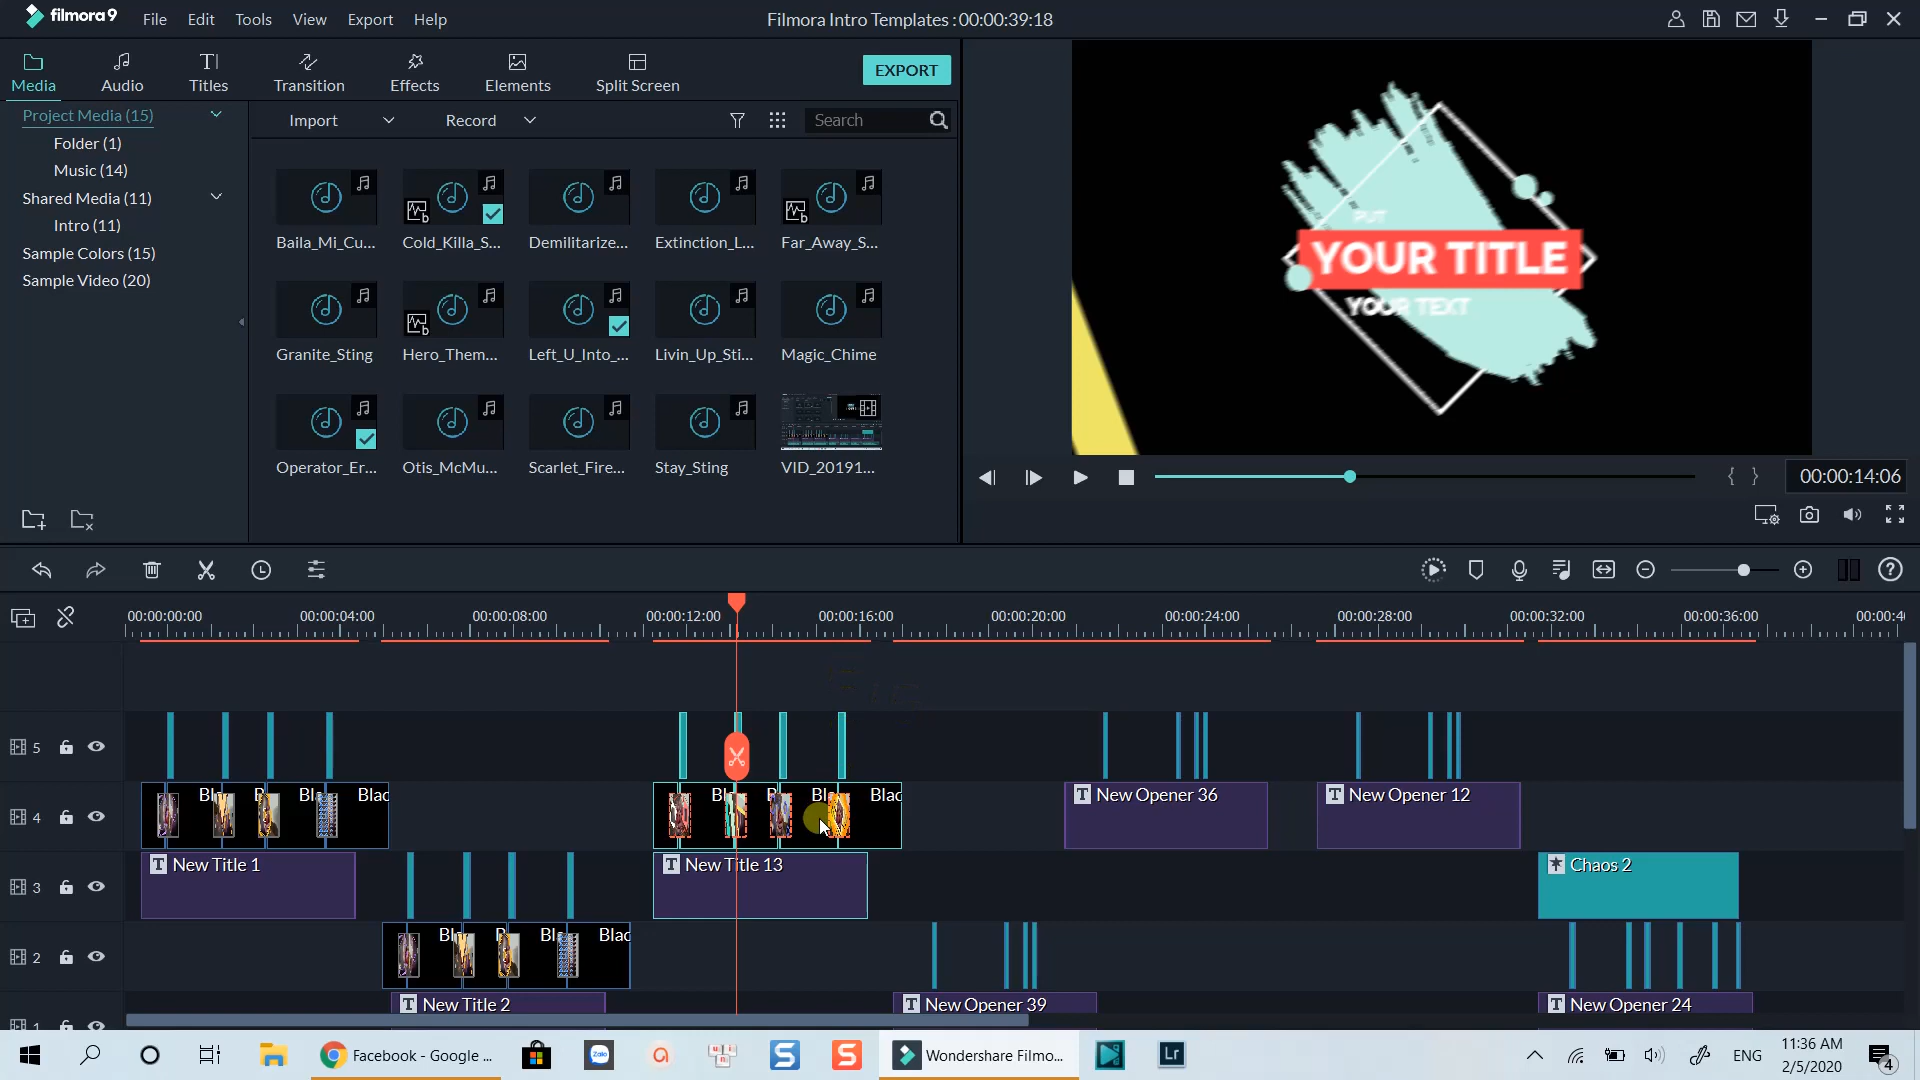 filmora9
File Edit Tools View Export Help
Filmora Intro Templates : 00:00:39:18
Media Audio Titles Transition Effects Elements Split Screen
EXPORT
Project Media (15)
Folder (1)
Music (14)
Shared Media (11)
Intro (11)
Sample Colors (15)
Sample Video (20)
Import Record Search
Baila_Mi_Cu... Cold_Killa_S... Demilitarize... Extinction_L... Far_Away_S...
Granite_Sting Hero_Them... Left_U_Into_... Livin_Up_Sti... Magic_Chime
Operator_Er... Otis_McMu... Scarlet_Fire... Stay_Sting VID_20191...
PUT
YOUR TITLE
YOUR TEXT
00:00:14:06
00:00:00:00 00:00:04:00 00:00:08:00 00:00:12:00 00:00:16:00 00:00:20:00 00:00:24:00 00:00:28:00 00:00:32:00 00:00:36:00 00:00:4
5
4
Blac Blac
New Opener 36
New Opener 12
3
New Title 1
New Title 13
Chaos 2
2
Blac
1
New Title 2
New Opener 39
New Opener 24
Facebook - Google ...
Wondershare Filmo...
Lr
ENG
11:36 AM
2/5/2020
4